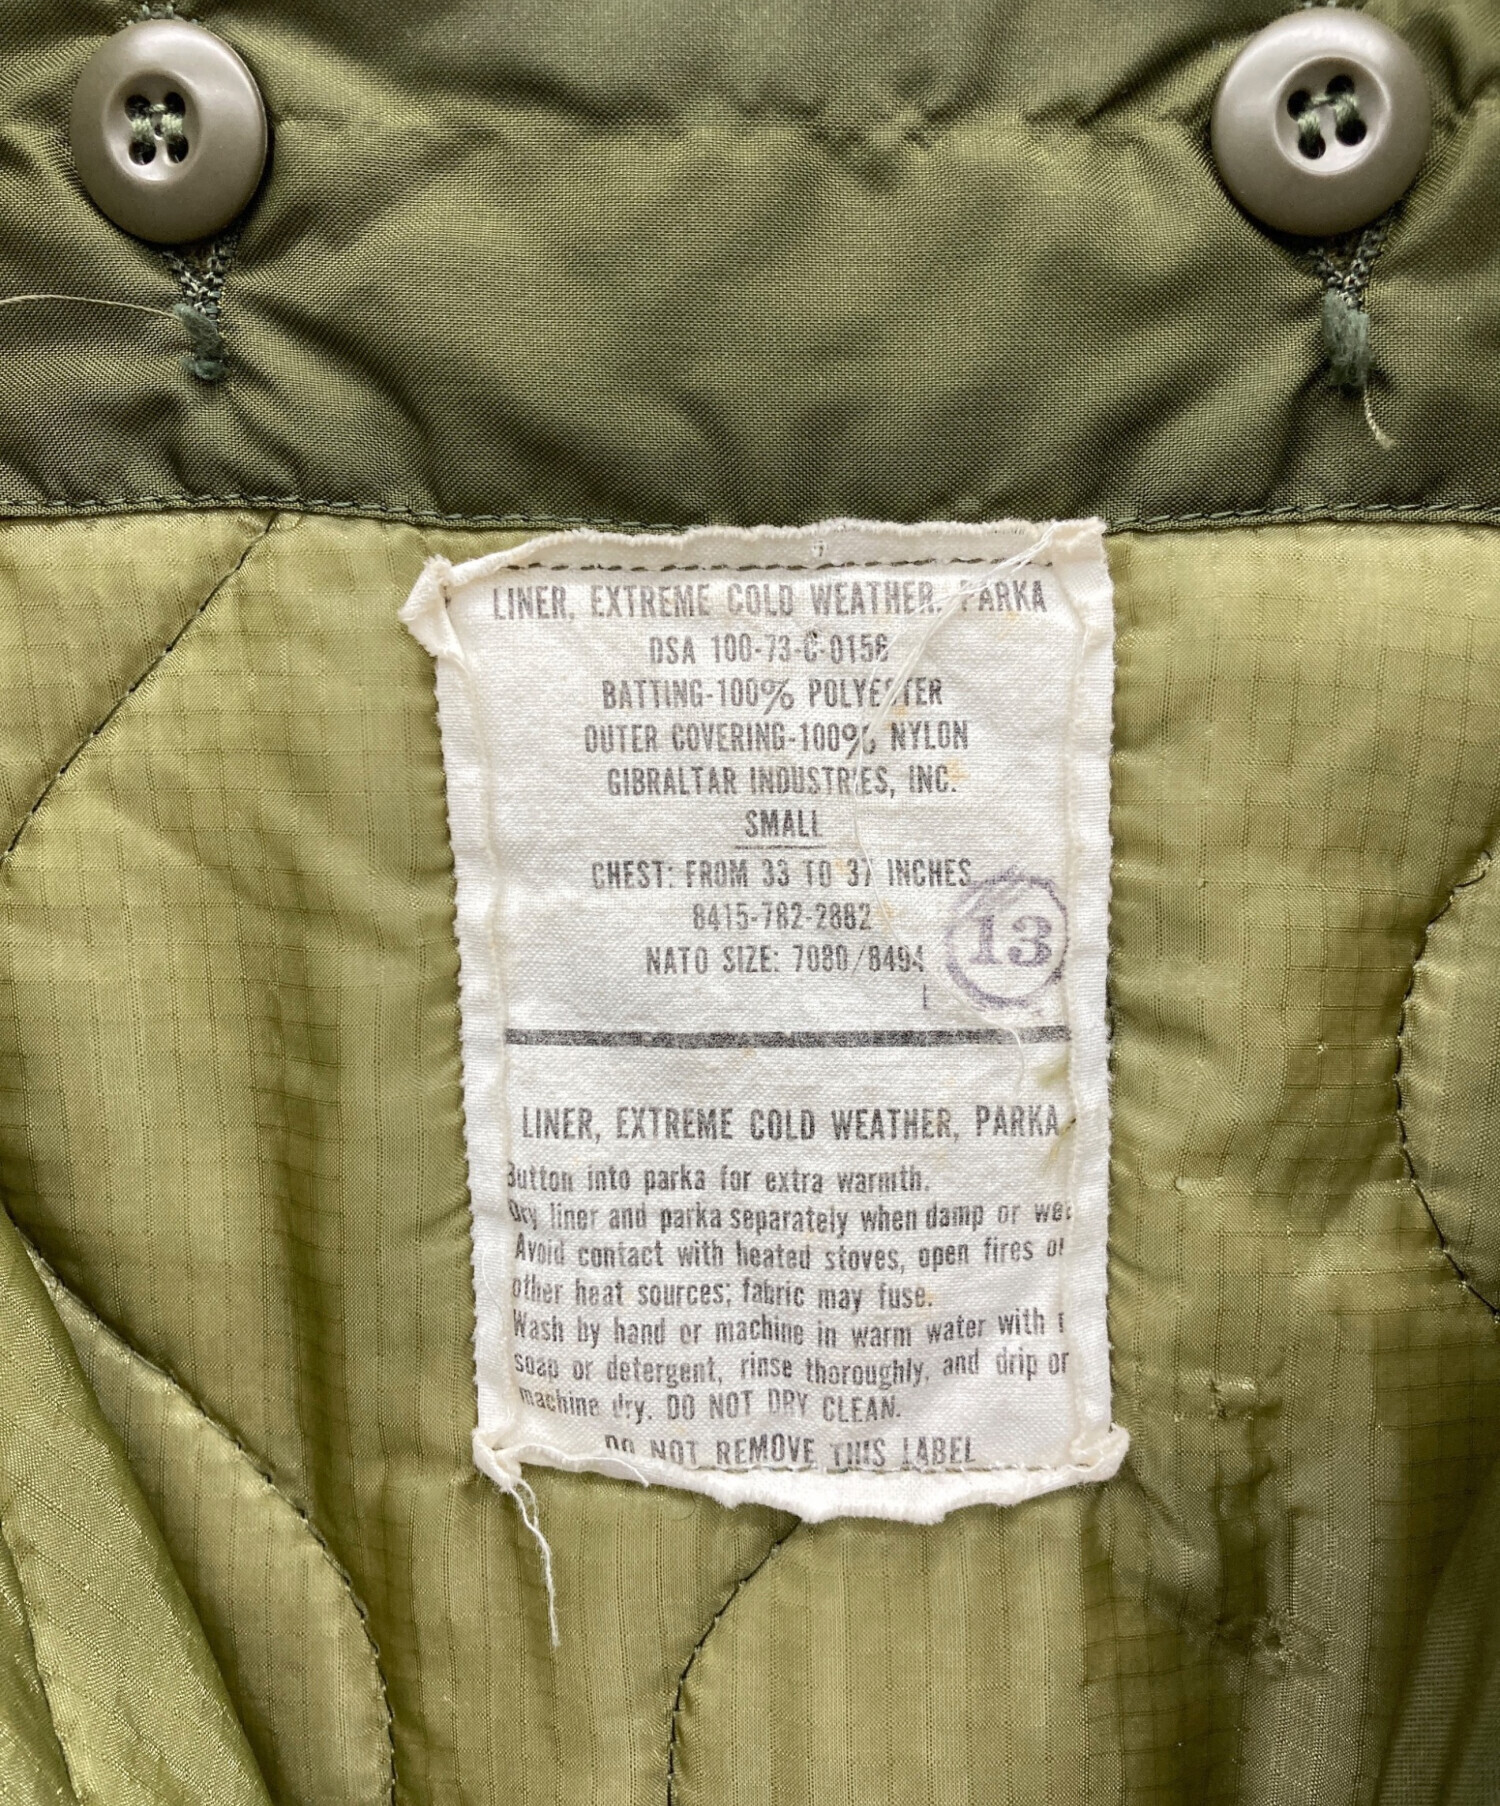 LINER, EXTREME COLD WEATHER, PARKA
DSA 100-73-C-0156
BATTING-100% POLYESTER
OUTER COVERING-100% NYLON
GIBRALTAR INDUSTRIES, INC.
SMALL
CHEST: FROM 33 TO 37 INCHES
8415-782-2882
NATO SIZE: 7080/8494
13
LINER, EXTREME COLD WEATHER, PARKA
Button into parka for extra warmth.
Dry liner and parka separately when damp or wet
Avoid contact with heated stoves, open fires or
other heat sources; fabric may fuse.
Wash by hand or machine in warm water with
soap or detergent, rinse thoroughly, and drip or
machine dry. DO NOT DRY CLEAN.
DO NOT REMOVE THIS LABEL